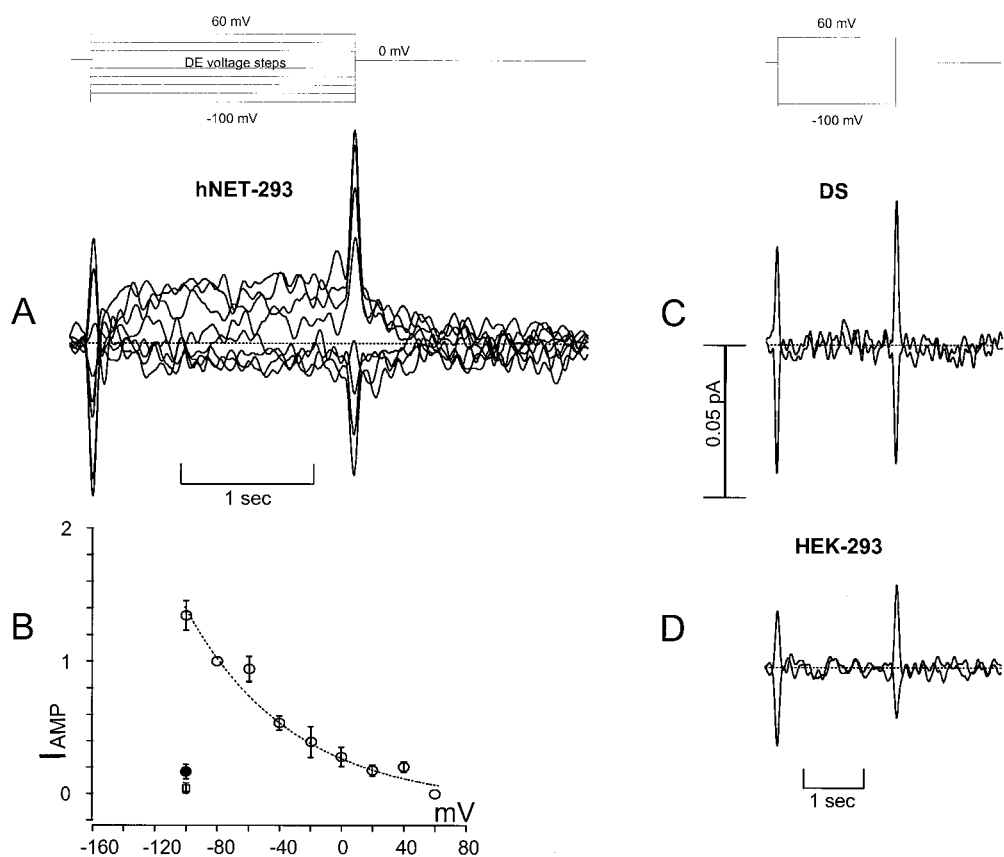 60 mV
DE voltage steps
0 mV
-100 mV
hNET-293
A
1 sec
60 mV
-100 mV
DS
C
0.05 pA
HEK-293
D
1 sec
B
2
1
0
IAMP
mV
-160 -120 -80 -40 0 40 80